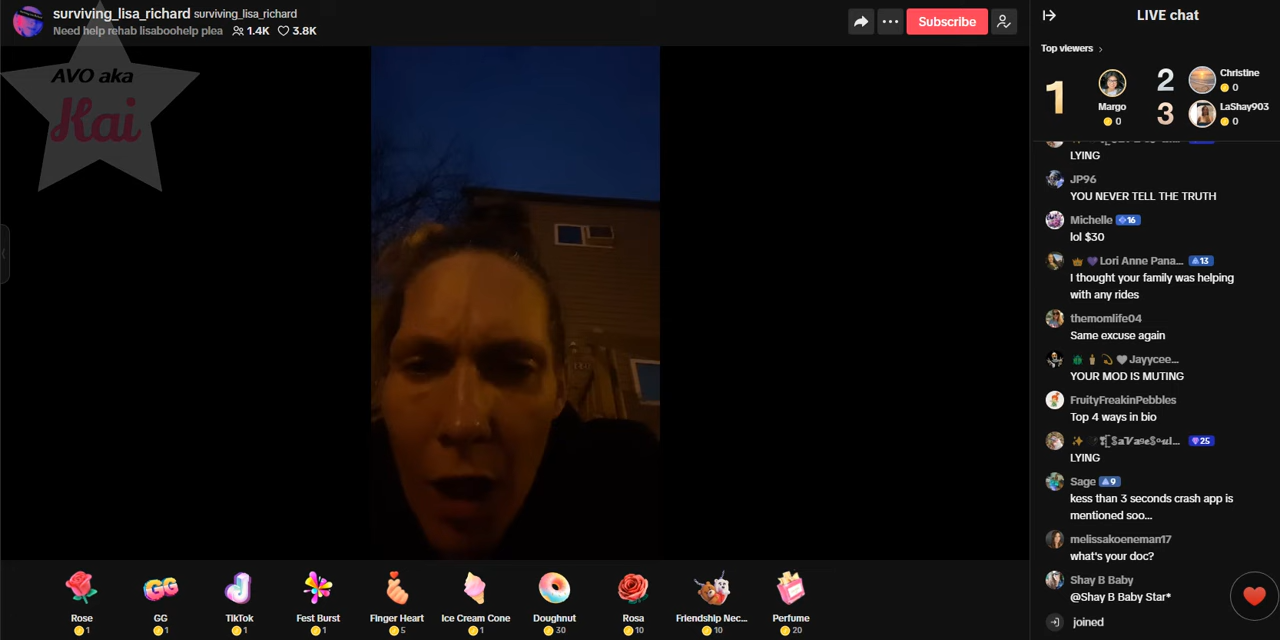 surviving_lisa_richard surviving_lisa_richard
Need help rehab lisaboohelp plea 1.4K 3.8K
Subscribe
AVO aka
Kai
LIVE chat
Top viewers
1
Margo
0
2
Christine
0
3
LaShay903
0
LYING
JP96
YOU NEVER TELL THE TRUTH
Michelle 16
lol $30
Lori Anne Pana... 13
I thought your family was helping
with any rides
themomlife04
Same excuse again
Jayycee...
YOUR MOD IS MUTING
FruityFreakinPebbles
Top 4 ways in bio
25
LYING
Sage 9
kess than 3 seconds crash app is
mentioned soo...
melissakoeneman17
what's your doc?
Shay B Baby
@Shay B Baby Star*
joined
GG
Rose
1
GG
1
TikTok
1
Fest Burst
1
Finger Heart
5
Ice Cream Cone
1
Doughnut
30
Rosa
10
Friendship Nec...
10
Perfume
20